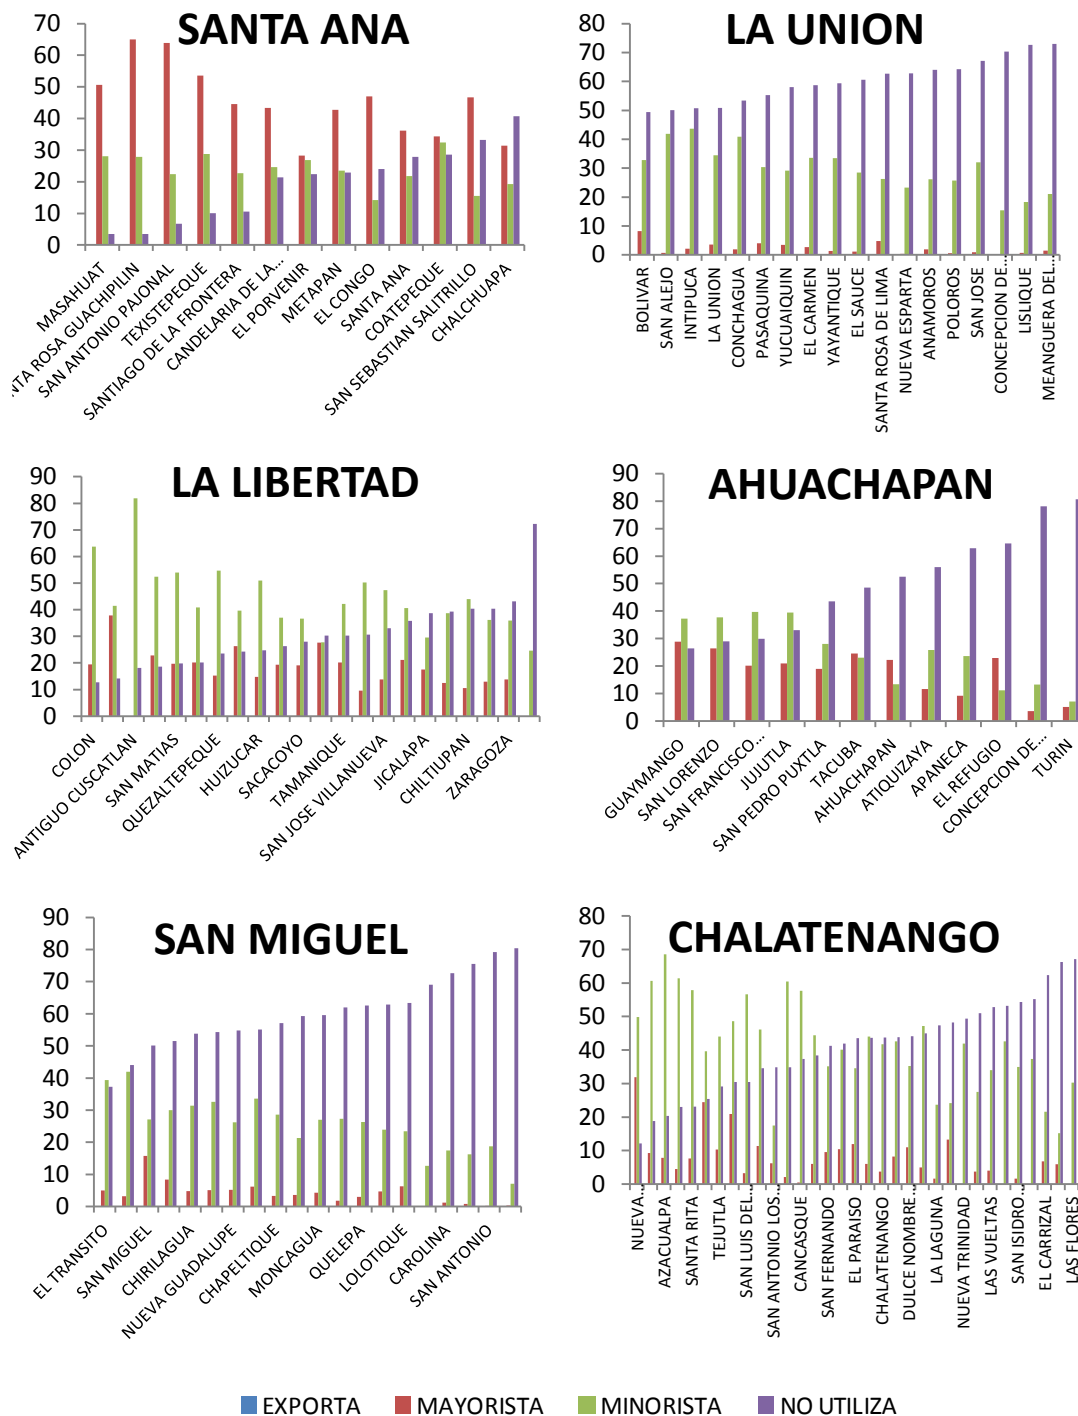 SANTA ANA
70
60
50
40
30
20
10
0
MASAHUAT
NTA ROSA GUACHIPILIN
SAN ANTONIO PAJONAL
TEXISTEPEQUE
SANTIAGO DE LA FRONTERA
CANDELARIA DE LA...
EL PORVENIR
METAPAN
EL CONGO
SANTA ANA
COATEPEQUE
SAN SEBASTIAN SALITRILLO
CHALCHUAPA
LA UNION
80
70
60
50
40
30
20
10
0
BOLIVAR
SAN ALEJO
INTIPUCA
LA UNION
CONCHAGUA
PASAQUINA
YUCUAIQUIN
EL CARMEN
YAYANTIQUE
EL SAUCE
SANTA ROSA DE LIMA
NUEVA ESPARTA
ANAMOROS
POLOROS
SAN JOSE
CONCEPCION DE...
LISLIQUE
MEANGUERA DEL...
LA LIBERTAD
90
80
70
60
50
40
30
20
10
0
COLON
ANTIGUO CUSCATLAN
SAN MATIAS
QUEZALTEPEQUE
HUIZUCAR
SACACOYO
TAMANIQUE
SAN JOSE VILLANUEVA
JICALAPA
CHILTIUPAN
ZARAGOZA
AHUACHAPAN
90
80
70
60
50
40
30
20
10
0
GUAYMANGO
SAN LORENZO
SAN FRANCISCO...
JUJUTLA
SAN PEDRO PUXTLA
TACUBA
AHUACHAPAN
ATIQUIZAYA
APANECA
EL REFUGIO
CONCEPCION DE...
TURIN
SAN MIGUEL
90
80
70
60
50
40
30
20
10
0
EL TRANSITO
SAN MIGUEL
CHIRILAGUA
NUEVA GUADALUPE
CHAPELTIQUE
MONCAGUA
QUELEPA
LOLOTIQUE
CAROLINA
SAN ANTONIO
CHALATENANGO
80
70
60
50
40
30
20
10
0
NUEVA...
AZACUALPA
SANTA RITA
TEJUTLA
SAN LUIS DEL...
SAN ANTONIO LOS...
CANCASQUE
SAN FERNANDO
EL PARAISO
CHALATENANGO
DULCE NOMBRE...
LA LAGUNA
NUEVA TRINIDAD
LAS VUELTAS
SAN ISIDRO...
EL CARRIZAL
LAS FLORES
EXPORTA MAYORISTA MINORISTA NO UTILIZA